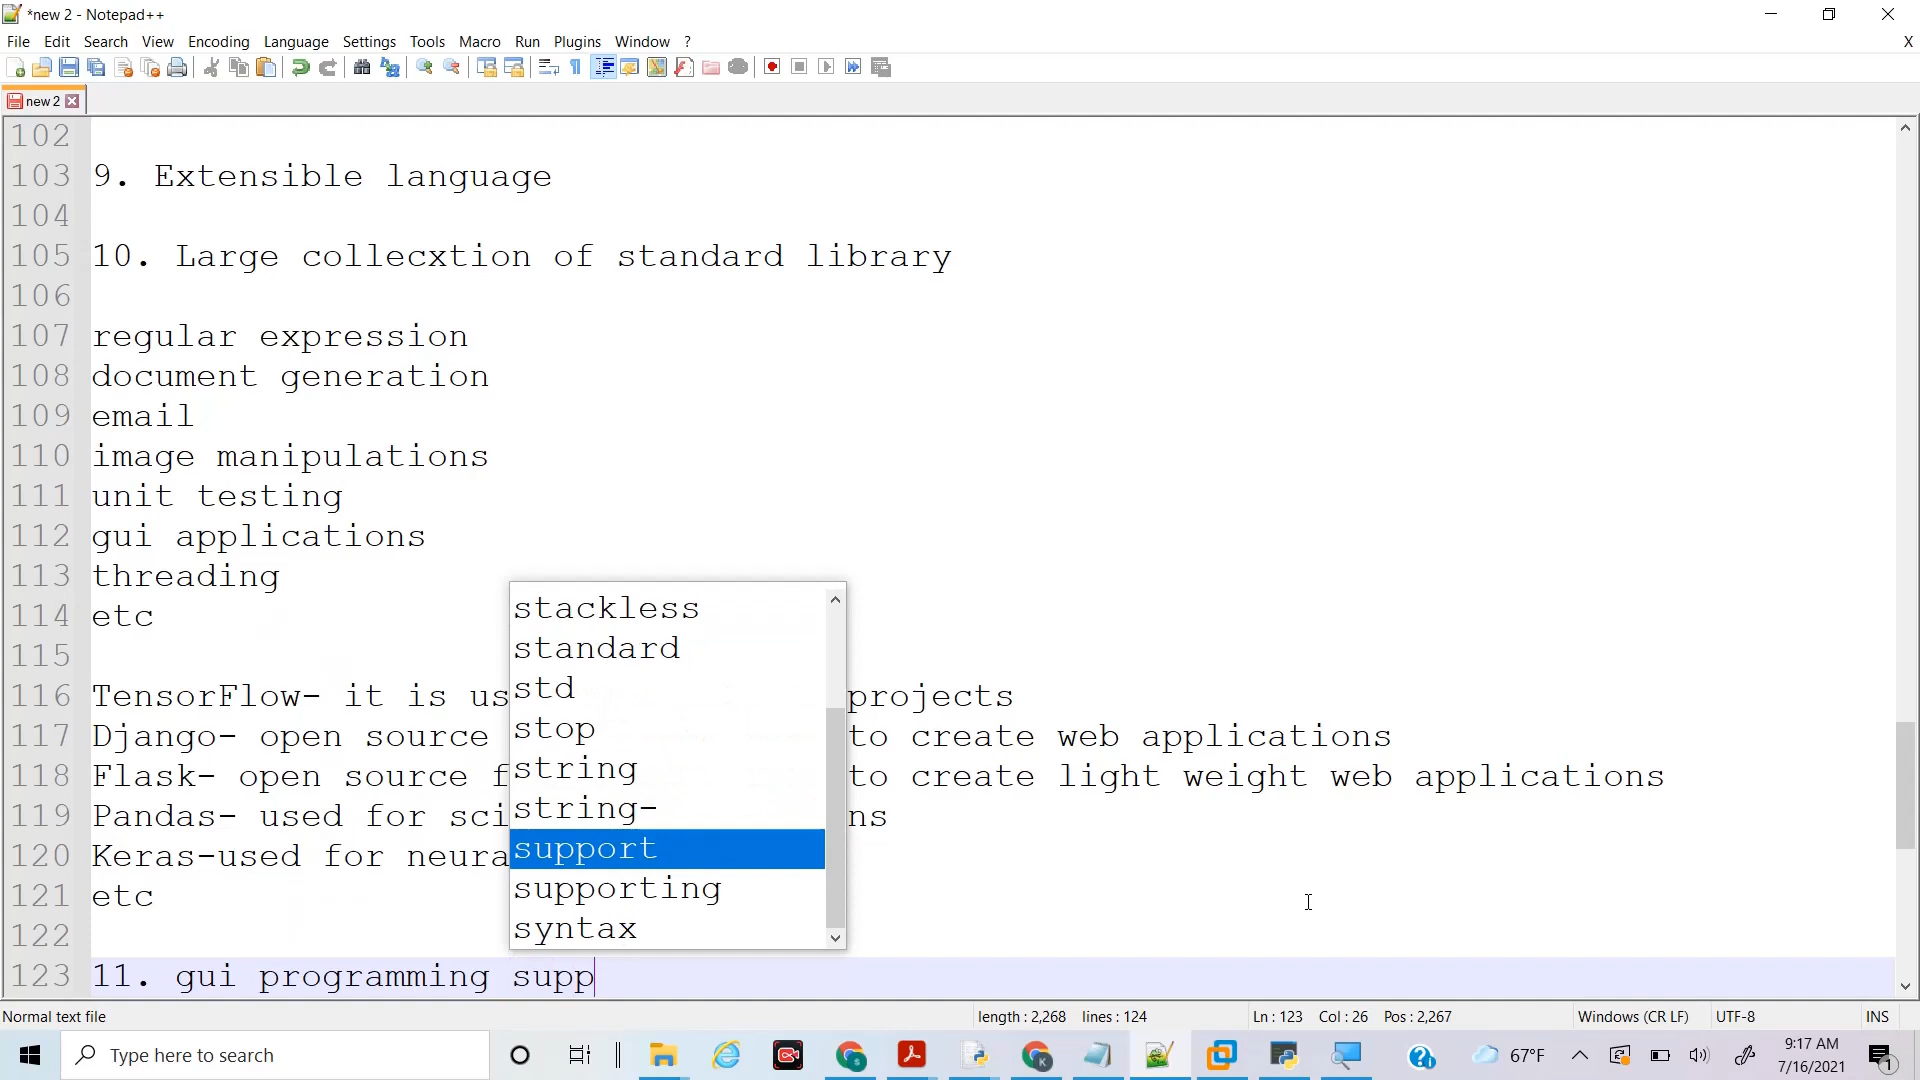 *new 2 - Notepad++
File Edit Search View Encoding Language Settings Tools Macro Run Plugins Window ?
X
new 2
102
103 9. Extensible language
104
105 10. Large collecxtion of standard library
106
107 regular expression
108 document generation
109 email
110 image manipulations
111 unit testing
112 gui applications
113 threading
114 etc
115
116 TensorFlow- it is us projects
117 Django- open source to create web applications
118 Flask- open source f to create light weight web applications
119 Pandas- used for sci ns
120 Keras-used for neura
121 etc
122
123 11. gui programming supp
stackless
standard
std
stop
string
string-
support
supporting
syntax
Normal text file length : 2,268 lines : 124 Ln : 123 Col : 26 Pos : 2,267 Windows (CR LF) UTF-8 INS
Type here to search
67°F
9:17 AM
7/16/2021
1